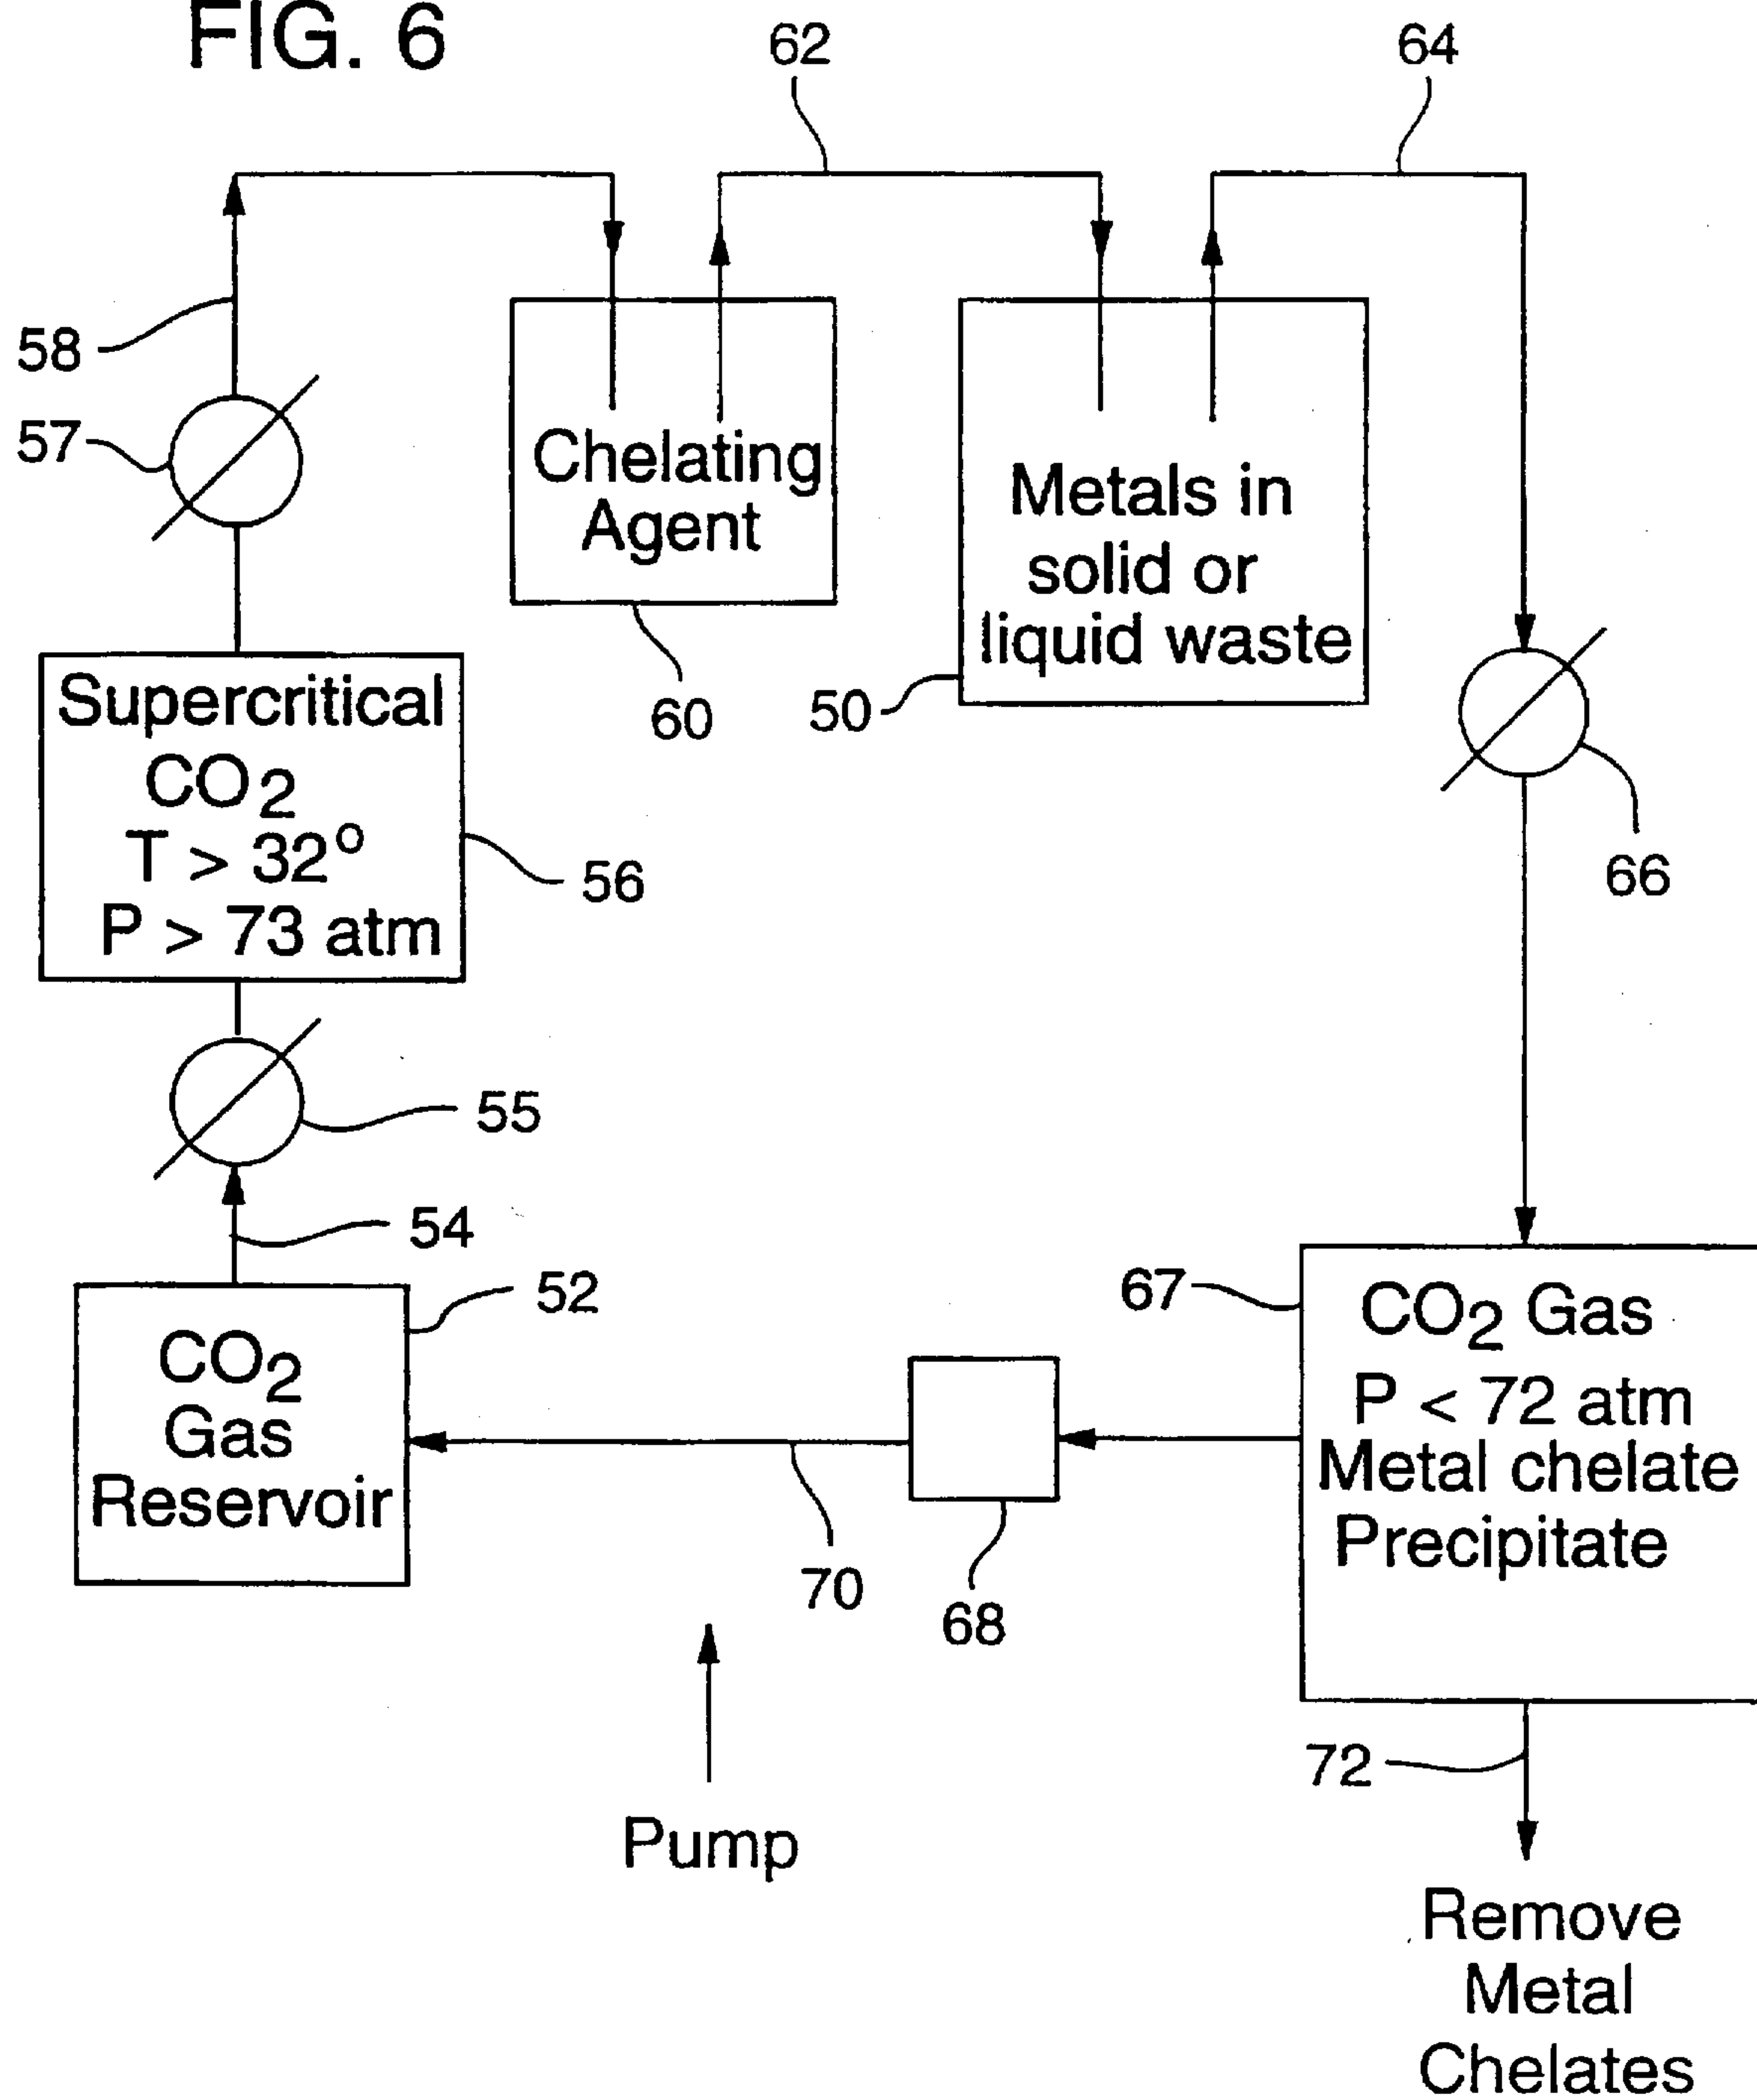 FIG. 6
62
64
58
57
Chelating
Agent
60
Metals in
solid or
liquid waste
50
Supercritical
CO2
T > 32°
P > 73 atm
56
66
55
54
52
CO2
Gas
Reservoir
67
CO2 Gas
P < 72 atm
Metal chelate
Precipitate
70
68
72
Pump
Remove
Metal
Chelates